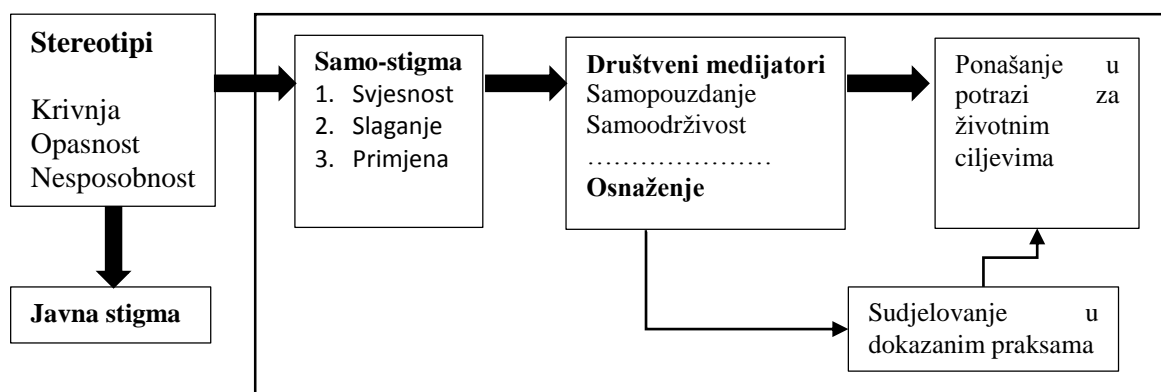 Stereotipi
Krivnja
Opasnost
Nesposobnost
Javna stigma
Samo-stigma
1. Svjesnost
2. Slaganje
3. Primjena
Društveni medijatori
Samopouzdanje
Samoodrživost
…………………
Osnaženje
Ponašanje u
potrazi za
životnim
ciljevima
Sudjelovanje u
dokazanim praksama